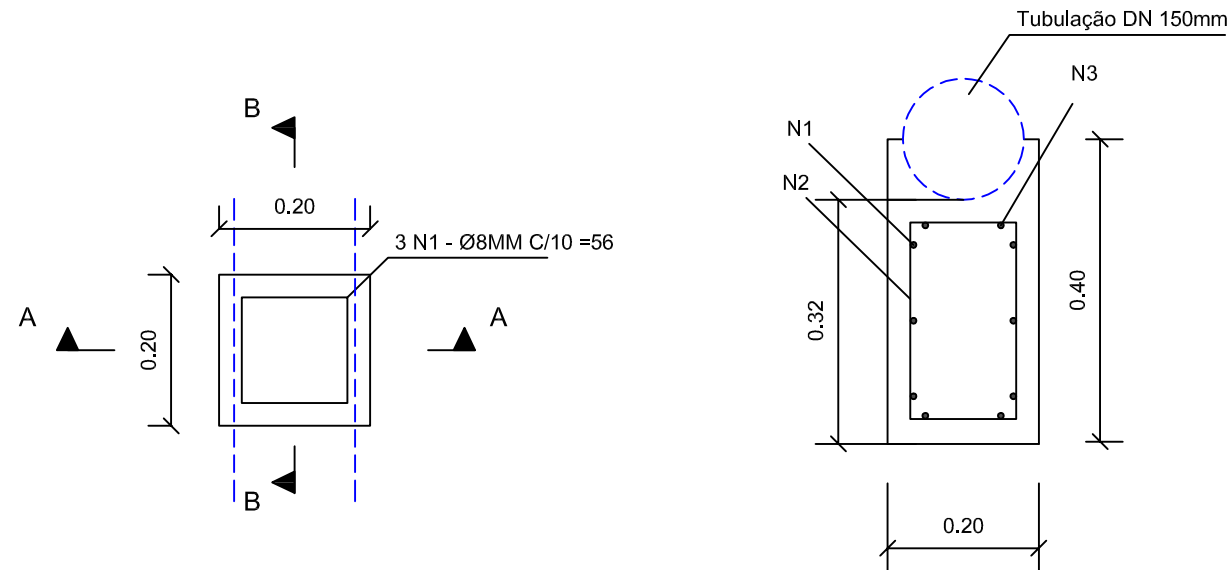 Tubulação DN 150mm
N3
B
N1
N2
0.20
3 N1 - Ø8MM C/10 =56
A
A
0.20
0.32
0.40
B
0.20